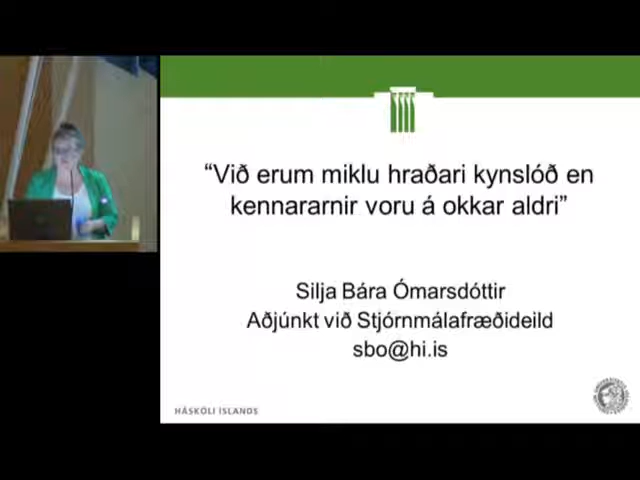 “Við erum miklu hraðari kynslóð en
kennararnir voru á okkar aldri”
Silja Bára Ómarsdóttir
Aðjúnkt við Stjórnmálafræðideild
sbo@hi.is
HÁSKÓLI ÍSLANDS